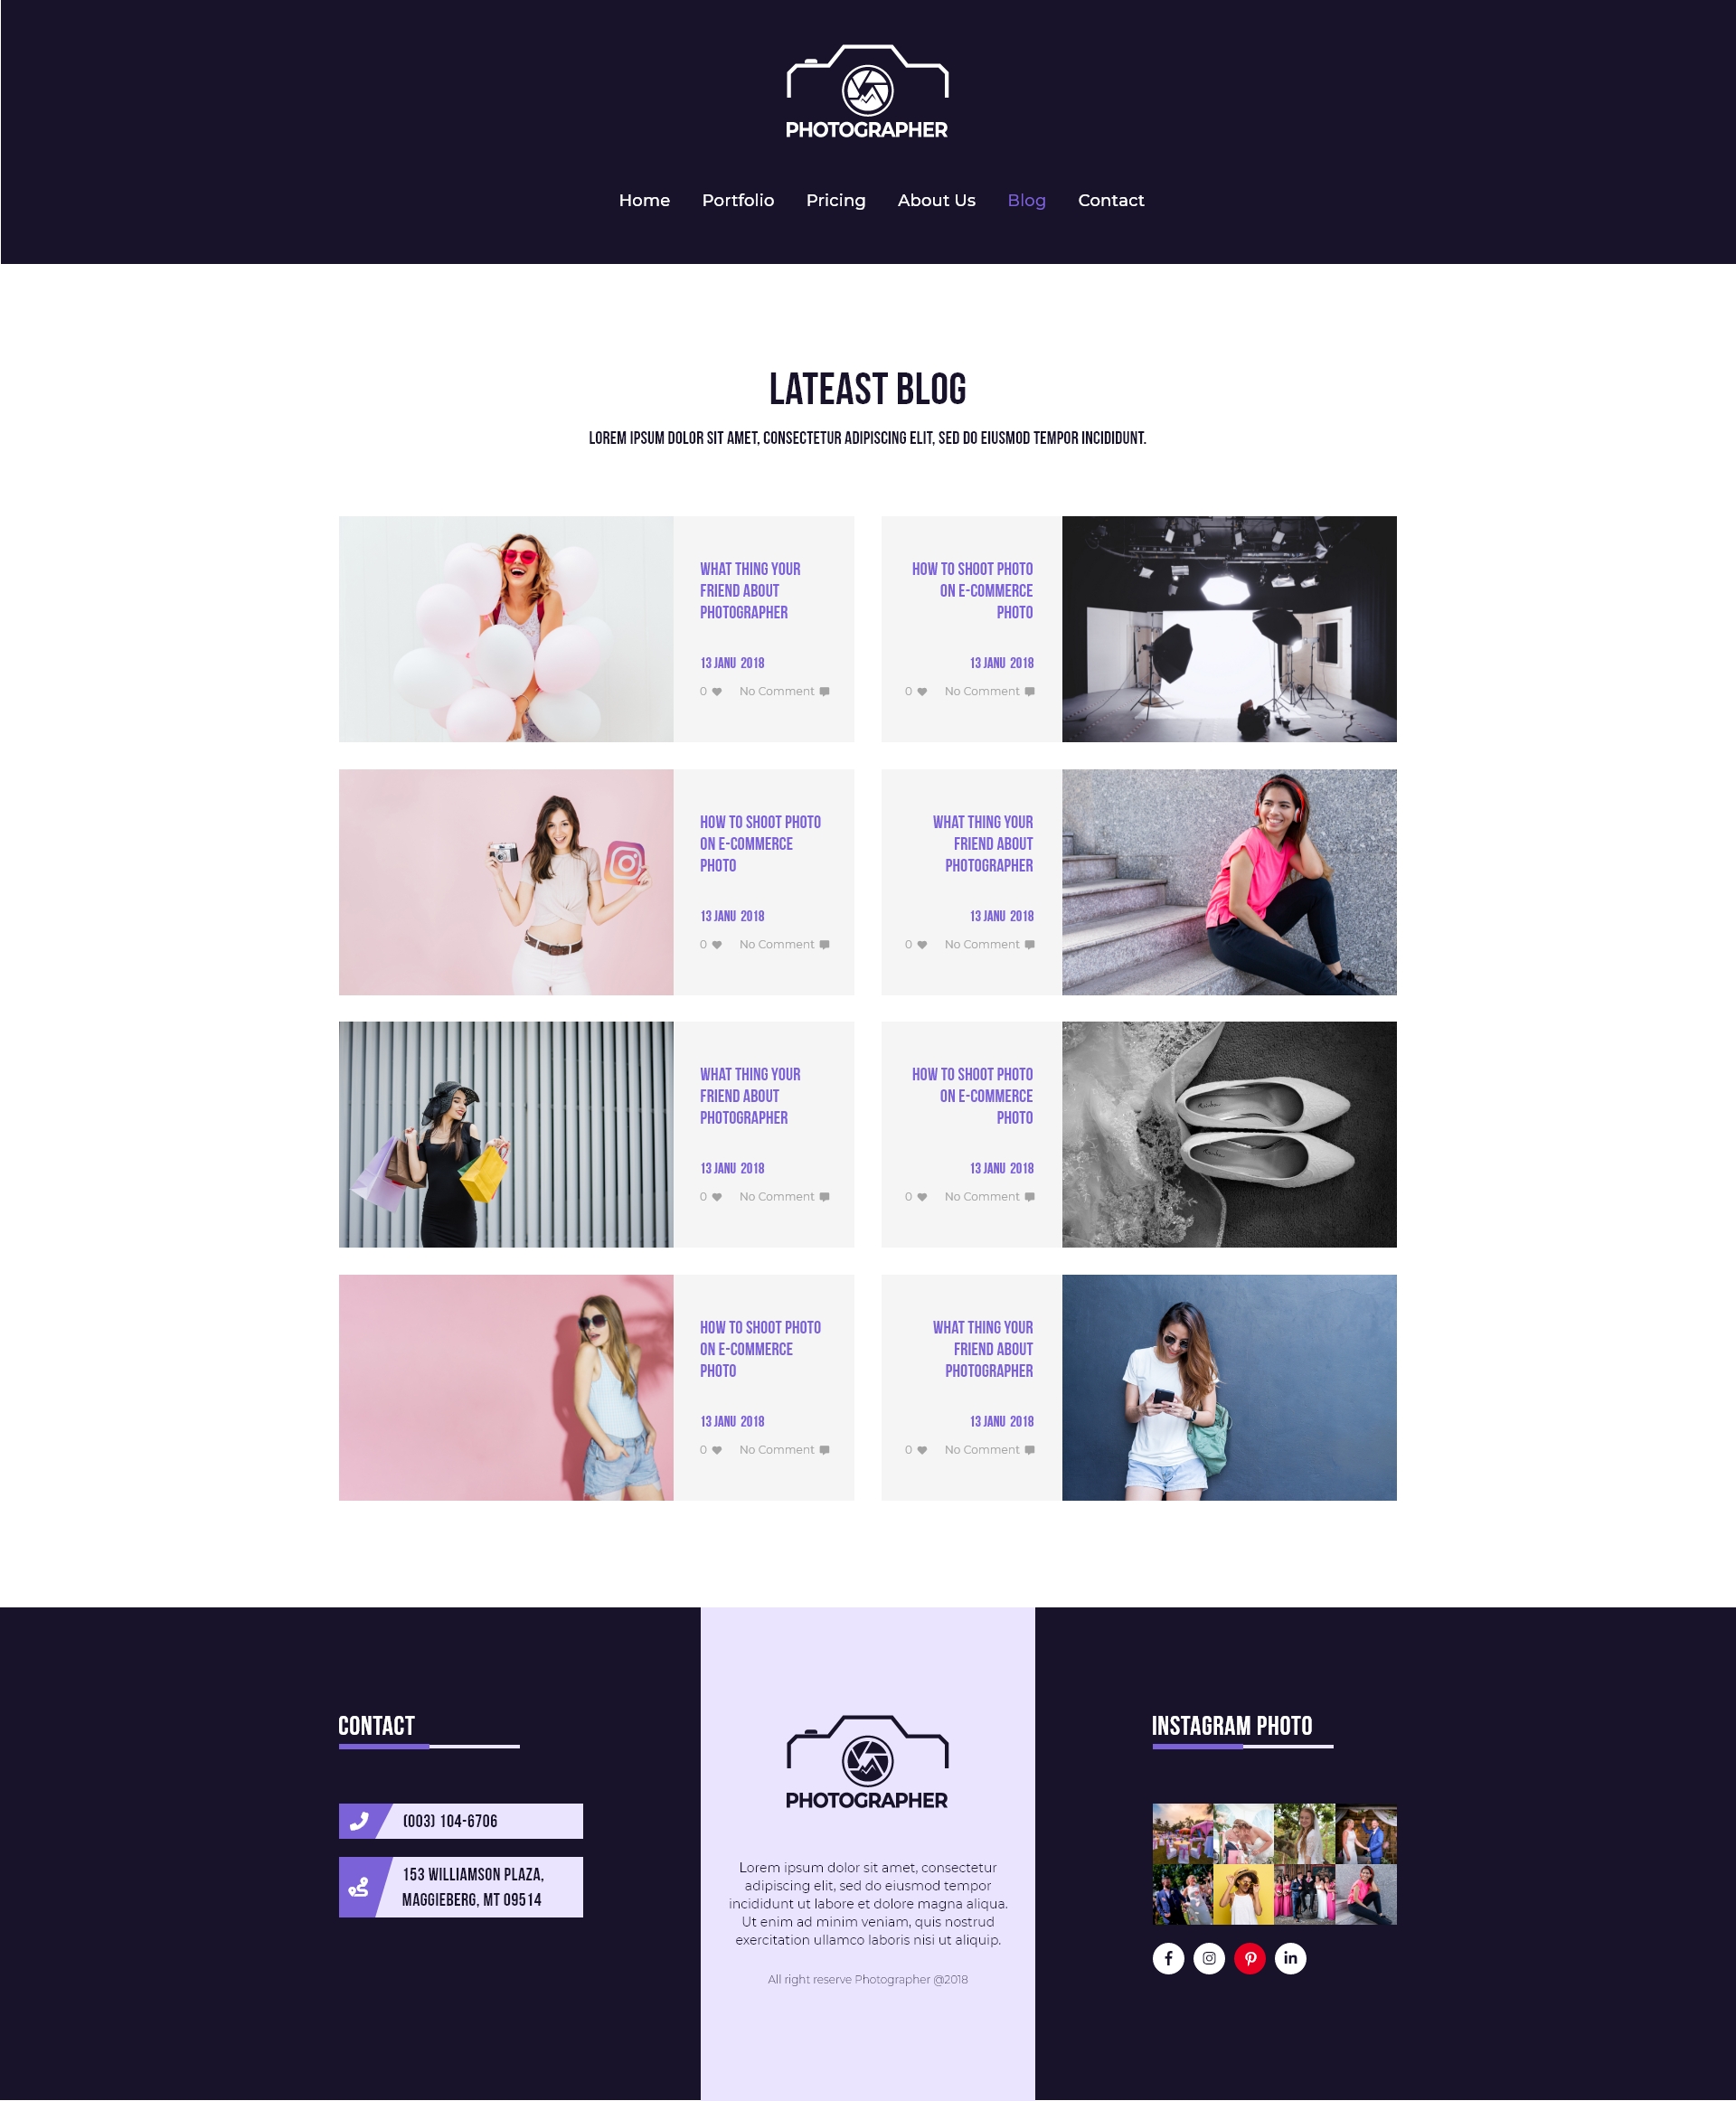 PHOTOGRAPHER
Home Portfolio Pricing About Us Blog Contact
LATEAST BLOG
LOREM IPSUM DOLOR SIT AMET, CONSECTETUR ADIPISCING ELIT, SED DO EIUSMOD TEMPOR INCIDIDUNT.
WHAT THING YOUR
FRIEND ABOUT
PHOTOGRAPHER
13 JANU 2018
0 No Comment
HOW TO SHOOT PHOTO
ON E-COMMERCE
PHOTO
13 JANU 2018
0 No Comment
HOW TO SHOOT PHOTO
ON E-COMMERCE
PHOTO
13 JANU 2018
0 No Comment
WHAT THING YOUR
FRIEND ABOUT
PHOTOGRAPHER
13 JANU 2018
0 No Comment
WHAT THING YOUR
FRIEND ABOUT
PHOTOGRAPHER
13 JANU 2018
0 No Comment
HOW TO SHOOT PHOTO
ON E-COMMERCE
PHOTO
13 JANU 2018
0 No Comment
HOW TO SHOOT PHOTO
ON E-COMMERCE
PHOTO
13 JANU 2018
0 No Comment
WHAT THING YOUR
FRIEND ABOUT
PHOTOGRAPHER
13 JANU 2018
0 No Comment
CONTACT
(003) 104-6706
153 WILLIAMSON PLAZA,
MAGGIEBERG, MT 09514
PHOTOGRAPHER
Lorem ipsum dolor sit amet, consectetur
adipiscing elit, sed do eiusmod tempor
incididunt ut labore et dolore magna aliqua.
Ut enim ad minim veniam, quis nostrud
exercitation ullamco laboris nisi ut aliquip.
All right reserve Photographer @2018
INSTAGRAM PHOTO